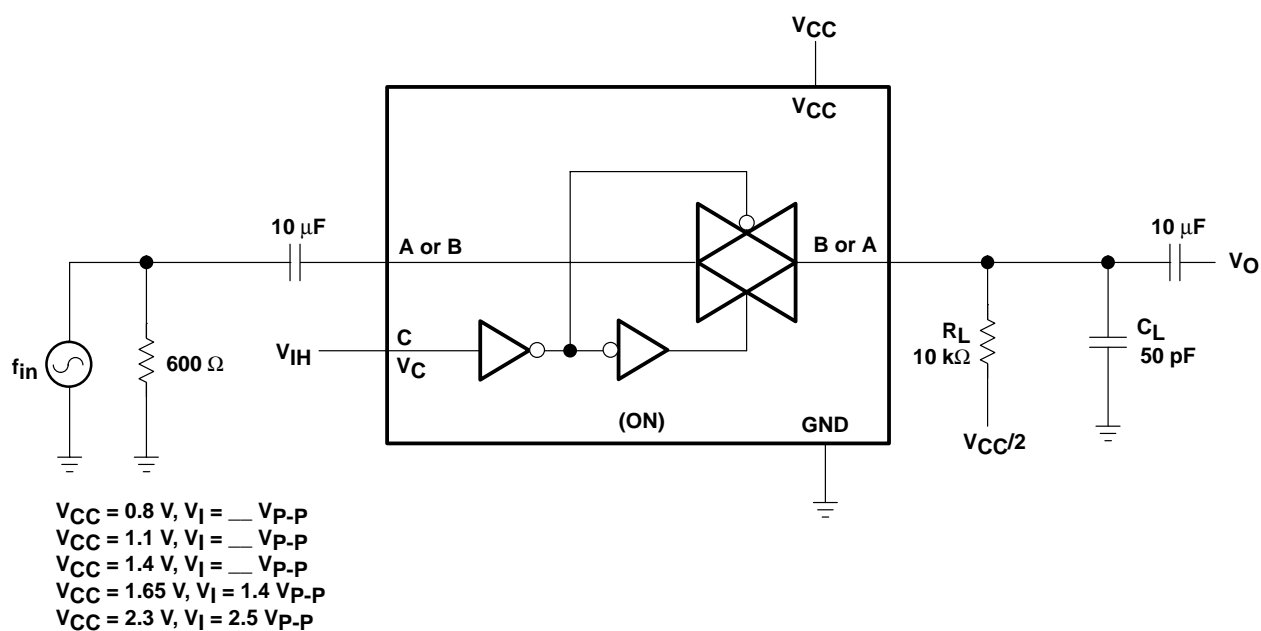 VCC
VCC
10 μF
A or B
B or A
10 μF
VO
fin
600 Ω
VIH
C
VC
RL
10 kΩ
CL
50 pF
(ON)
GND
VCC/2
VCC = 0.8 V, VI = __ VP-P
VCC = 1.1 V, VI = __ VP-P
VCC = 1.4 V, VI = __ VP-P
VCC = 1.65 V, VI = 1.4 VP-P
VCC = 2.3 V, VI = 2.5 VP-P